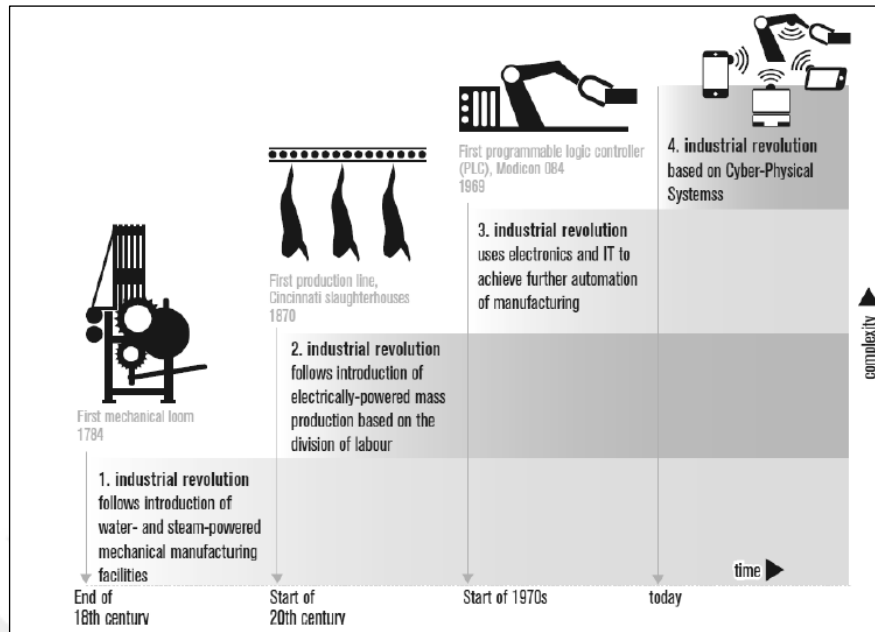 4. industrial revolution
based on Cyber-Physical
Systemss
First programmable logic controller
(PLC), Modicon 084
1969
3. industrial revolution
uses electronics and IT to
achieve further automation
of manufacturing
First production line,
Cincinnati slaughterhouses
1870
2. industrial revolution
follows introduction of
electrically-powered mass
production based on the
division of labour
First mechanical loom
1784
1. industrial revolution
follows introduction of
water- and steam-powered
mechanical manufacturing
facilities
complexity
time
End of
18th century
Start of
20th century
Start of 1970s
today